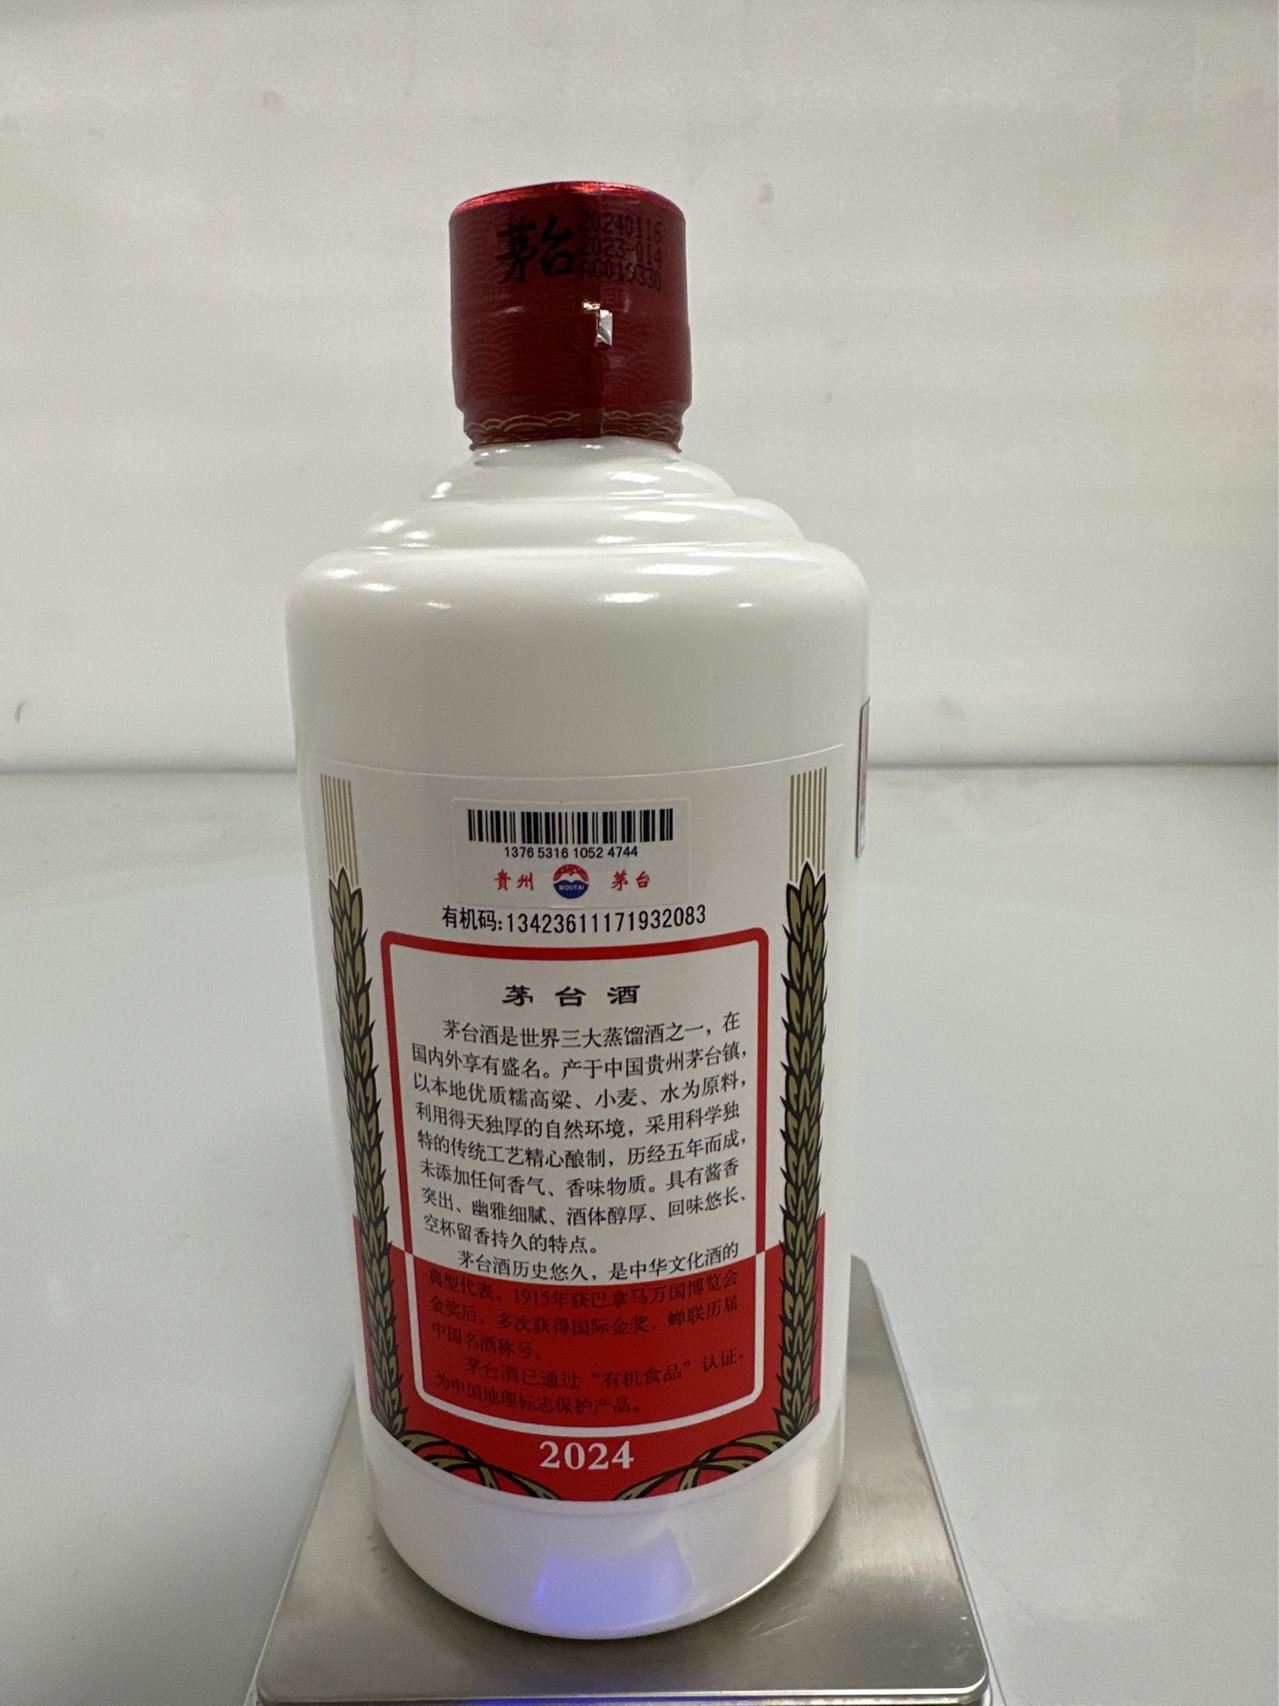 茅台
20240116
2023-014
AG019330
1376 5316 1052 4744
贵州 MOUTAI 茅台
有机码:13423611171932083
茅台酒
茅台酒是世界三大蒸馏酒之一，在
国内外享有盛名。产于中国贵州茅台镇，
以本地优质糯高粱、小麦、水为原料，
利用得天独厚的自然环境，采用科学独
特的传统工艺精心酿制，历经五年而成，
未添加任何香气、香味物质。具有酱香
突出、幽雅细腻、酒体醇厚、回味悠长、
空杯留香持久的特点。
茅台酒历史悠久，是中华文化酒的
典型代表。1915年获巴拿马万国博览会
金奖后，多次获得国际金奖，蝉联历届
中国名酒称号。
茅台酒已通过“有机食品”认证，
为中国地理标志保护产品。
2024